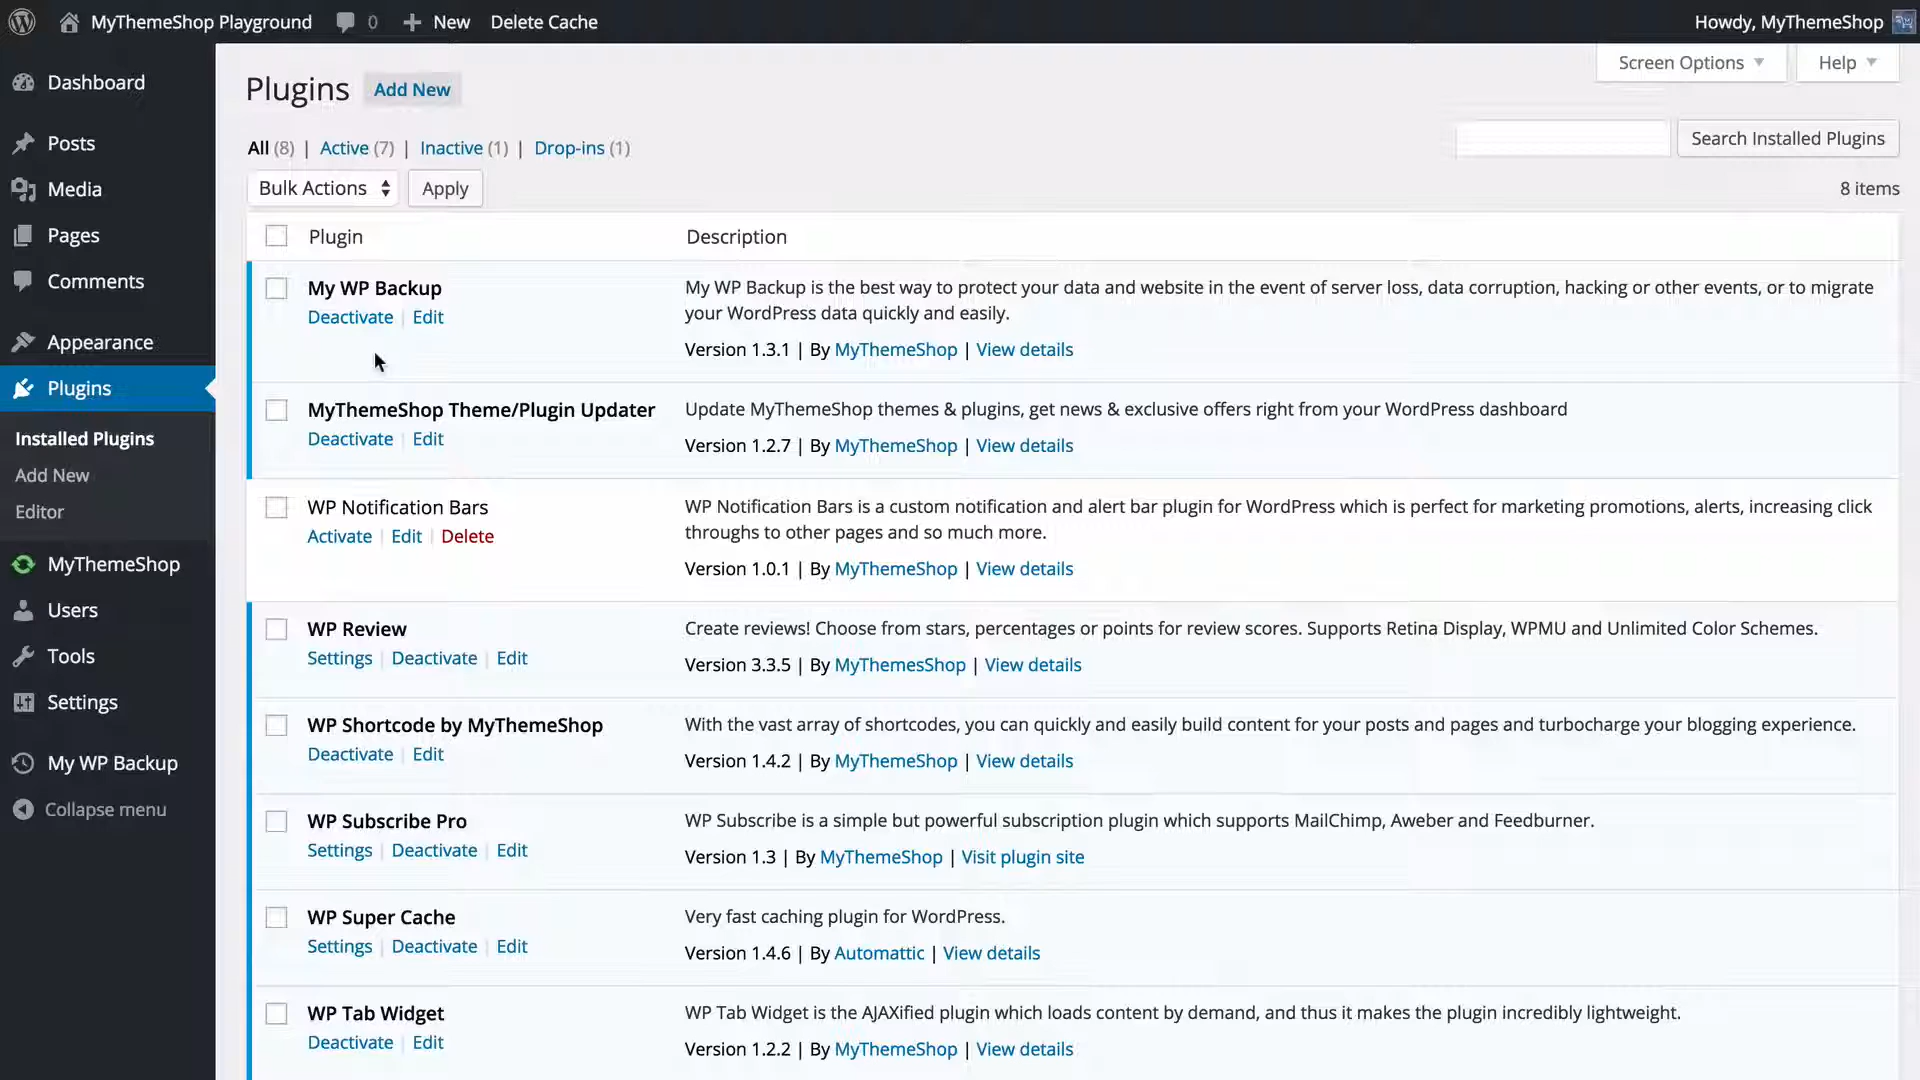 MyThemeShop Playground 0 New Delete Cache Howdy, MyThemeShop
Screen Options Help
Dashboard
Posts
Media
Pages
Comments
Appearance
Plugins
Installed Plugins
Add New
Editor
MyThemeShop
Users
Tools
Settings
My WP Backup
Collapse menu
Plugins Add New
All (8) | Active (7) | Inactive (1) | Drop-ins (1)
Search Installed Plugins
Bulk Actions Apply
8 items
Plugin Description
My WP Backup
Deactivate | Edit
My WP Backup is the best way to protect your data and website in the event of server loss, data corruption, hacking or other events, or to migrate
your WordPress data quickly and easily.
Version 1.3.1 | By MyThemeShop | View details
MyThemeShop Theme/Plugin Updater
Deactivate | Edit
Update MyThemeShop themes & plugins, get news & exclusive offers right from your WordPress dashboard
Version 1.2.7 | By MyThemeShop | View details
WP Notification Bars
Activate | Edit | Delete
WP Notification Bars is a custom notification and alert bar plugin for WordPress which is perfect for marketing promotions, alerts, increasing click
throughs to other pages and so much more.
Version 1.0.1 | By MyThemeShop | View details
WP Review
Settings | Deactivate | Edit
Create reviews! Choose from stars, percentages or points for review scores. Supports Retina Display, WPMU and Unlimited Color Schemes.
Version 3.3.5 | By MyThemesShop | View details
WP Shortcode by MyThemeShop
Deactivate | Edit
With the vast array of shortcodes, you can quickly and easily build content for your posts and pages and turbocharge your blogging experience.
Version 1.4.2 | By MyThemeShop | View details
WP Subscribe Pro
Settings | Deactivate | Edit
WP Subscribe is a simple but powerful subscription plugin which supports MailChimp, Aweber and Feedburner.
Version 1.3 | By MyThemeShop | Visit plugin site
WP Super Cache
Settings | Deactivate | Edit
Very fast caching plugin for WordPress.
Version 1.4.6 | By Automattic | View details
WP Tab Widget
Deactivate | Edit
WP Tab Widget is the AJAXified plugin which loads content by demand, and thus it makes the plugin incredibly lightweight.
Version 1.2.2 | By MyThemeShop | View details